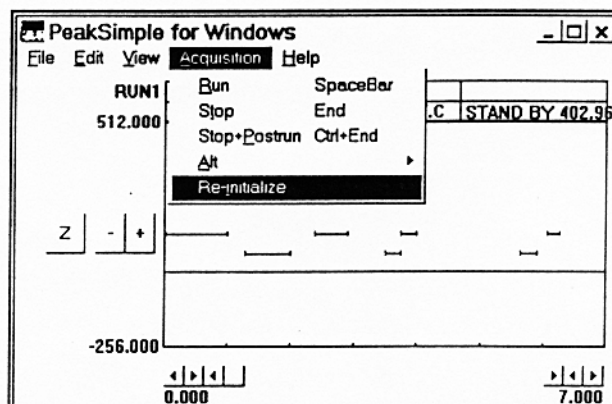 PeakSimple for Windows
File Edit View Acquisition Help
RUN1
512.000
Run SpaceBar
Stop End
Stop+Postrun Ctrl+End
Alt
Re-initialize
.C STAND BY 402,96
Z - +
-256.000
0.000 7.000